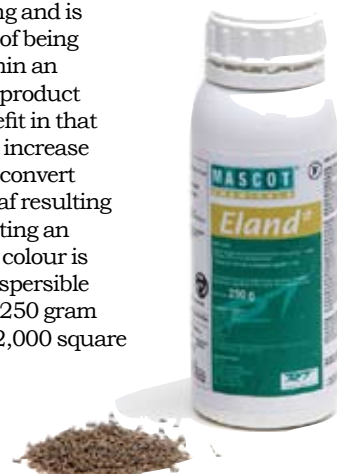 ng and is
of being
hin an
product
efit in that
increase
convert
af resulting
ting an
colour is
spersible
250 gram
2,000 square
MASCOT
Eland
250 g